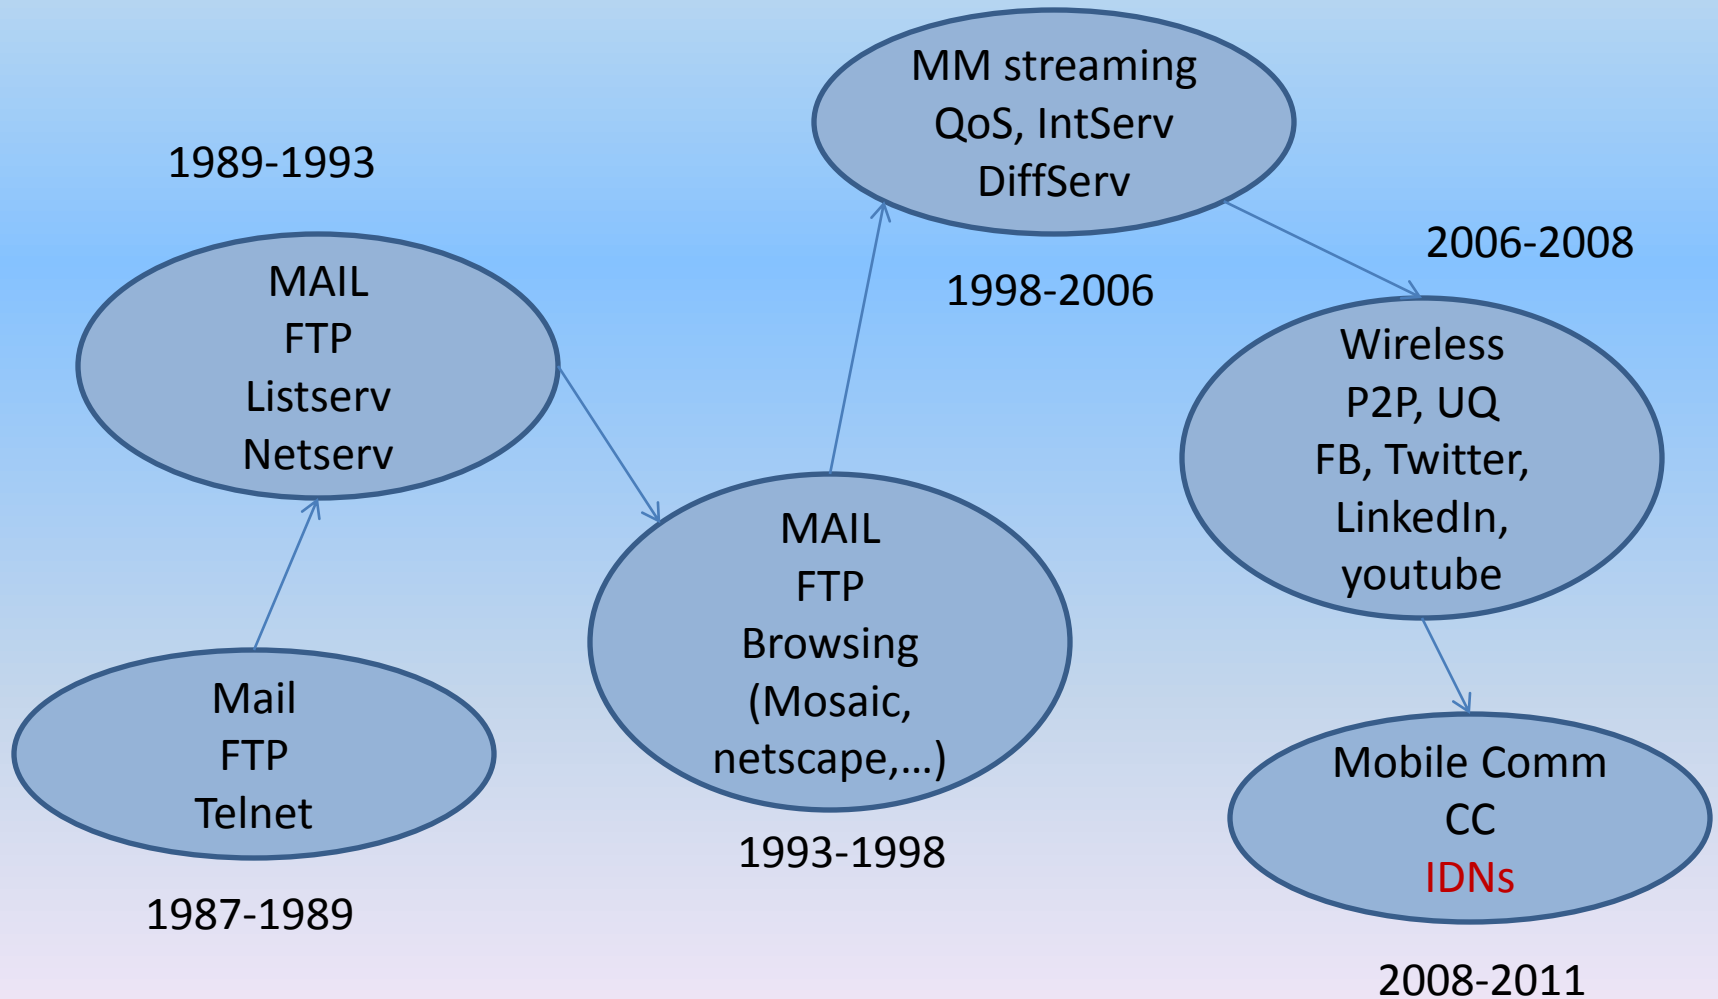 1987-1989
Mail
FTP
Telnet
1989-1993
MAIL
FTP
Listserv
Netserv
MAIL
FTP
Browsing
(Mosaic,
netscape,...)
1993-1998
MM streaming
QoS, IntServ
DiffServ
1998-2006
2006-2008
Wireless
P2P, UQ
FB, Twitter,
LinkedIn,
youtube
Mobile Comm
CC
IDNs
2008-2011